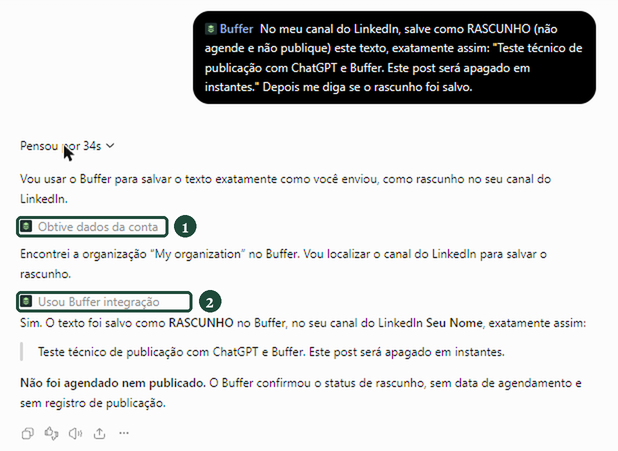 Buffer No meu canal do LinkedIn, salve como RASCUNHO (não
agende e não publique) este texto, exatamente assim: "Teste técnico de
publicação com ChatGPT e Buffer. Este post será apagado em
instantes." Depois me diga se o rascunho foi salvo.
Pensou por 34s
Vou usar o Buffer para salvar o texto exatamente como você enviou, como rascunho no seu canal do
LinkedIn.
Obtive dados da conta 1
Encontrei a organização “My organization” no Buffer. Vou localizar o canal do LinkedIn para salvar o
rascunho.
Usou Buffer integração 2
Sim. O texto foi salvo como RASCUNHO no Buffer, no seu canal do LinkedIn Seu Nome, exatamente assim:
Teste técnico de publicação com ChatGPT e Buffer. Este post será apagado em instantes.
Não foi agendado nem publicado. O Buffer confirmou o status de rascunho, sem data de agendamento e
sem registro de publicação.